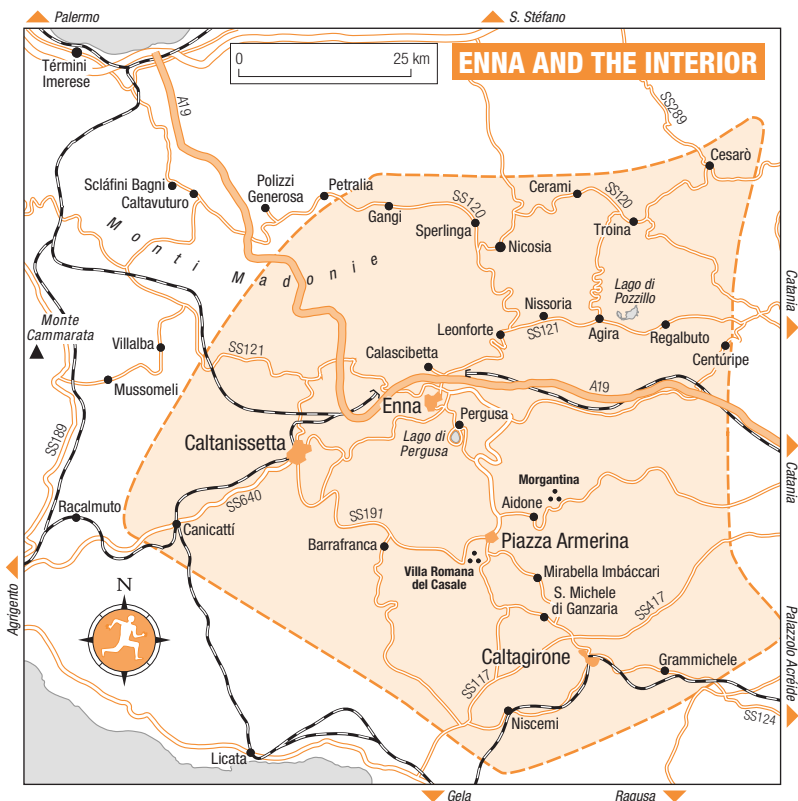 Palermo
S. Stéfano
Términi
Imerese
0
25 km
ENNA AND THE INTERIOR
A19
SS289
Cesarò
Scláfini Bagni
Caltavuturo
Polizzi
Generosa
Petralia
Gangi
SS120
Cerami
SS120
Sperlinga
Troina
Nicosia
Monti Madonie
Catania
Lago di
Pozzillo
Nissoria
Monte
Cammarata
Leonforte
SS121
Agira
Regalbuto
Villalba
SS121
Calascibetta
Centúripe
Mussomeli
A19
Enna
Pergusa
SS189
Caltanissetta
Lago di
Pergusa
Catania
Morgantina
SS640
Racalmuto
SS191
Aidone
Canicattí
Barrafranca
Piazza Armerina
Villa Romana
del Casale
Mirabella Imbáccari
Agrigento
N
S. Michele
di Ganzaria
SS417
Palazzolo Acréide
Caltagirone
Grammichele
SS117
Niscemi
SS124
Licata
Gela
Ragusa